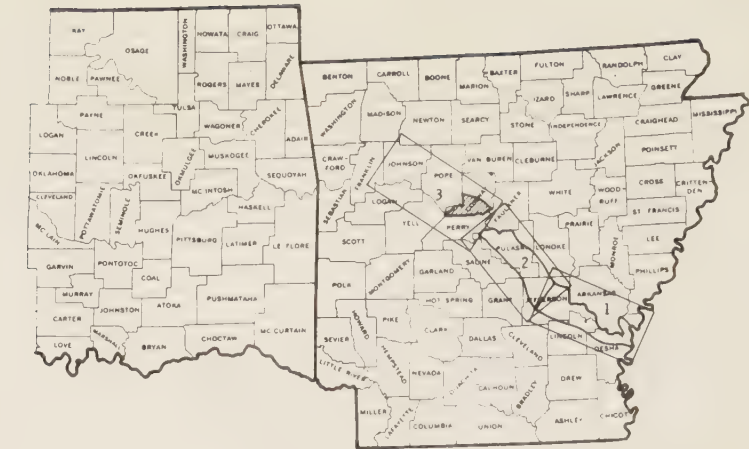 KAY
OSAGE
WASHINGTON
NOWATA
CRAIG
OTTAWA
NOBLE
PAWNEE
ROGERS
MAYES
DELAWARE
PAYNE
TULSA
LOGAN
CREEK
WAGONER
CHEROKEE
ADAIR
LINCOLN
OKMULGEE
MUSKOGEE
OKLAHOMA
OKFUSKEE
SEQUOYAH
CLEVELAND
POTTAWATOMIE
SEMINOLE
MC INTOSH
HASKELL
MC LAIN
HUGHES
PITTSBURG
LATIMER
LE FLORE
GARVIN
PONTOTOC
COAL
MURRAY
JOHNSTON
ATOKA
PUSHMATAHA
CARTER
LOVE
MARSHALL
BRYAN
CHOCTAW
MC CURTAIN
BENTON
CARROLL
BOONE
MARION
BAXTER
FULTON
RANDOLPH
CLAY
IZARD
SHARP
LAWRENCE
GREENE
WASHINGTON
MADISON
NEWTON
SEARCY
STONE
INDEPENDENCE
CRAIGHEAD
MISSISSIPPI
JACKSON
POINSETT
CRAW-
FORD
FRANKLIN
JOHNSON
POPE
VAN BUREN
CLEBURNE
WHITE
WOOD-
RUFF
CROSS
CRITTEN-
DEN
SEBASTIAN
LOGAN
3
FAULKNER
ST FRANCIS
SCOTT
YELL
PERRY
PULASKI
LONOKE
PRAIRIE
MONROE
LEE
PHILLIPS
POLK
MONTGOMERY
GARLAND
SALINE
2
HOT SPRING
GRANT
JEFFERSON
ARKANSAS
1
SEVIER
HOWARD
PIKE
CLARK
DALLAS
CLEVELAND
LINCOLN
DESHA
HEMPSTEAD
LITTLE RIVER
NEVADA
OUACHITA
CALHOUN
BRADLEY
DREW
MILLER
LAFAYETTE
COLUMBIA
UNION
ASHLEY
CHICOT